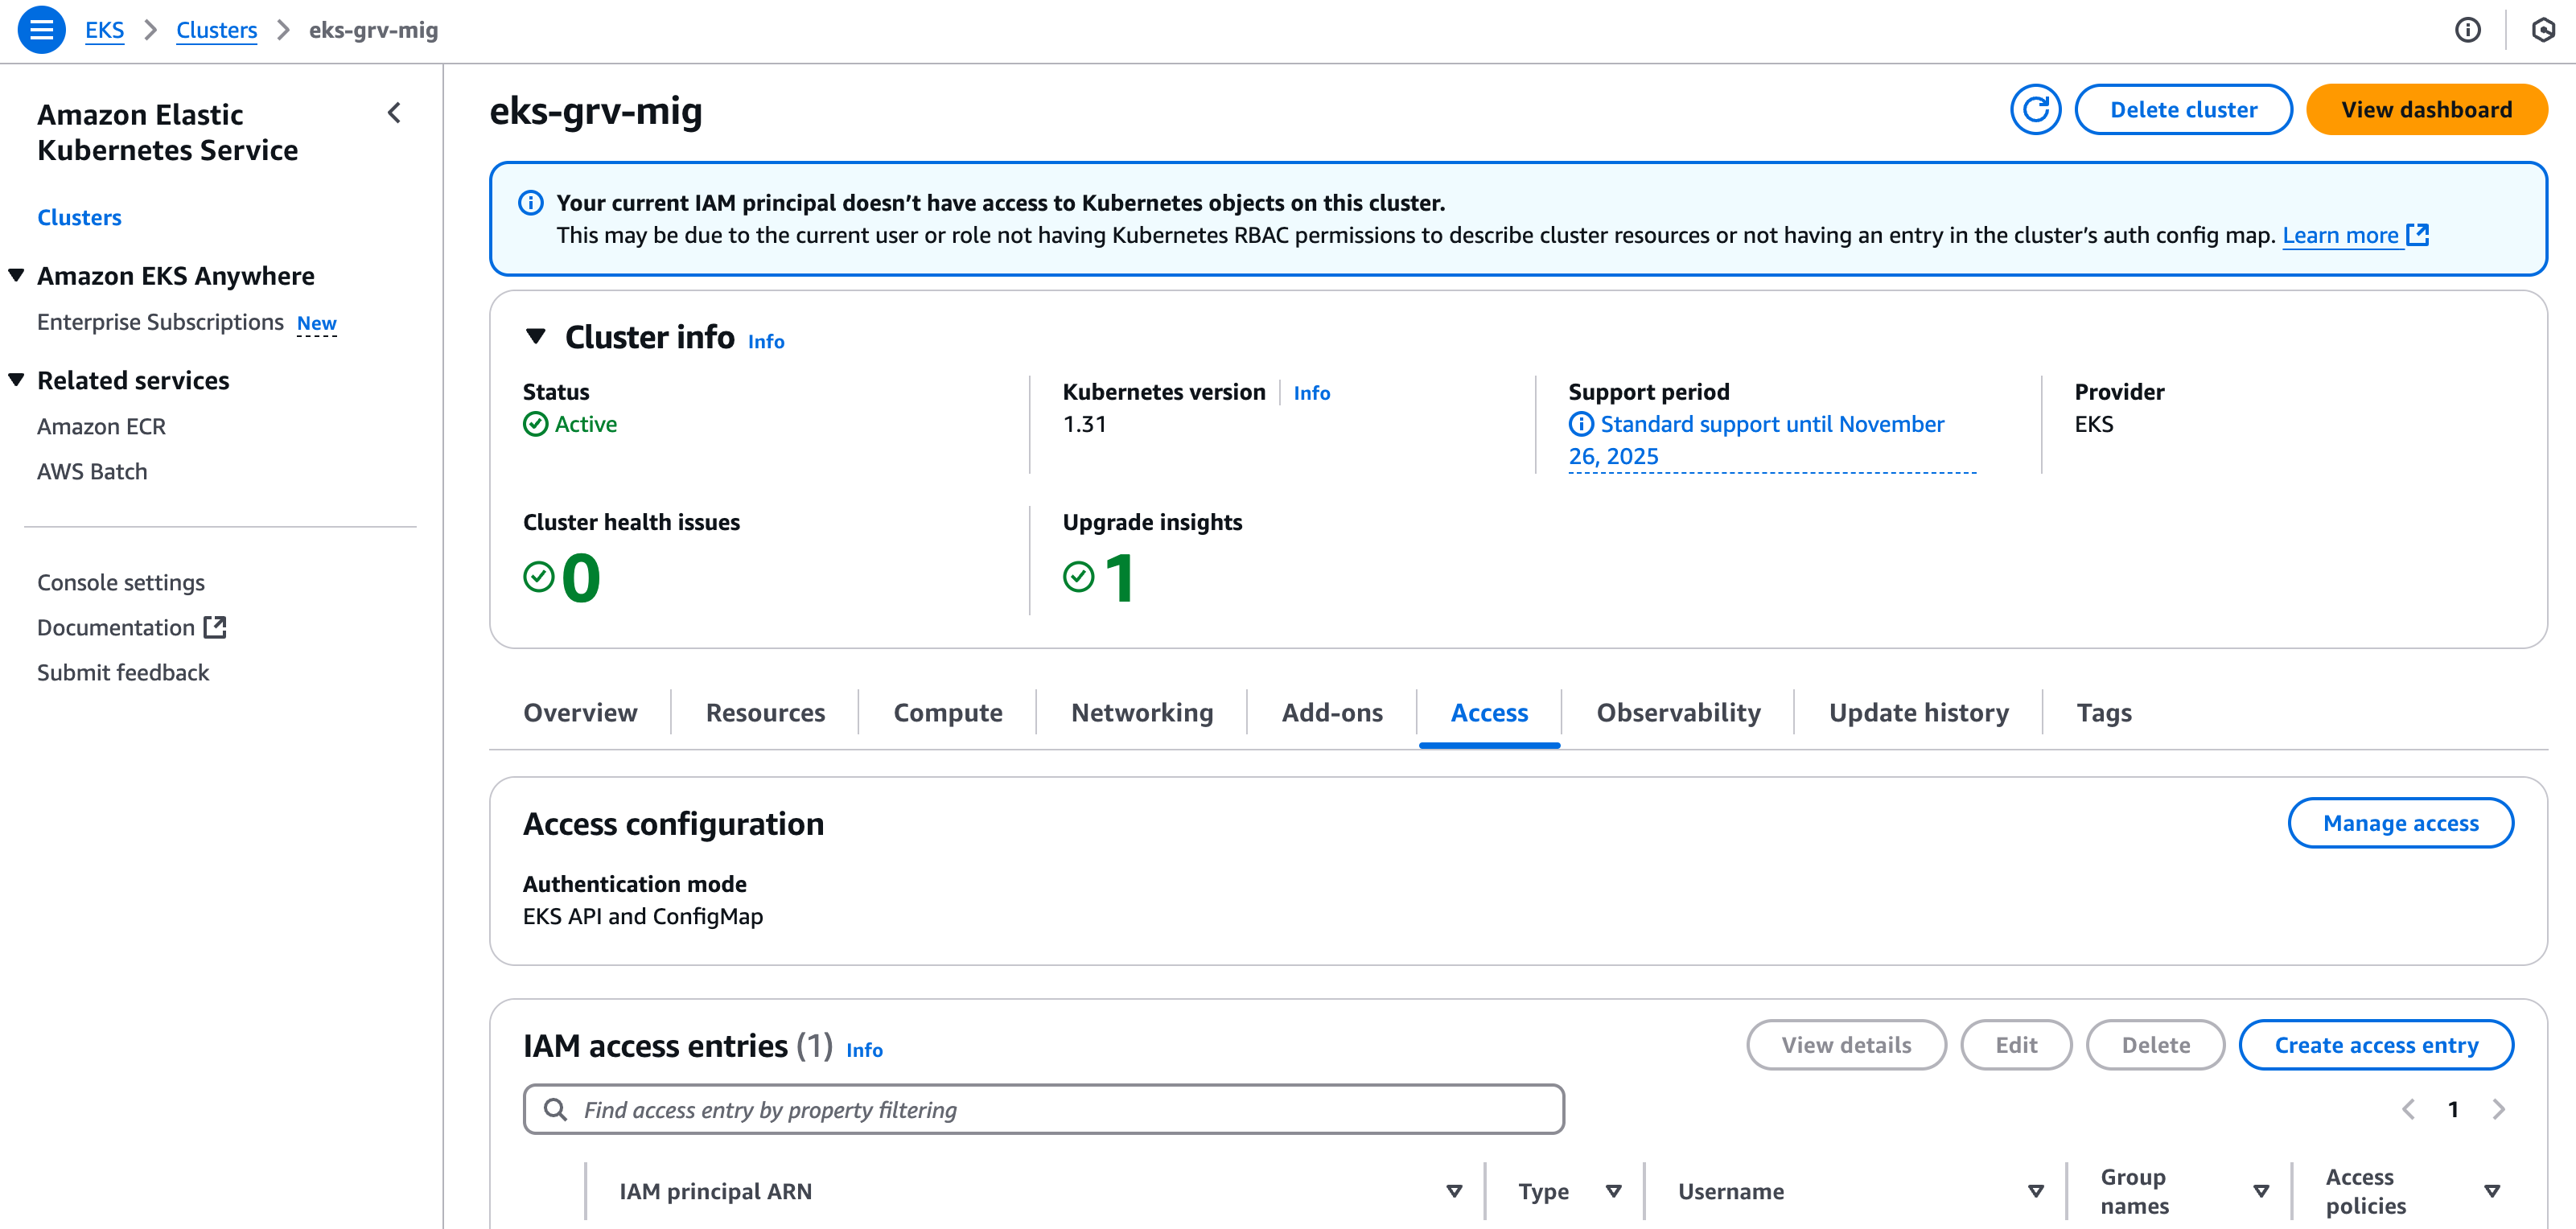 EKS
Clusters
eks-grv-mig
Amazon Elastic
Kubernetes Service
Clusters
Amazon EKS Anywhere
Enterprise Subscriptions New
Related services
Amazon ECR
AWS Batch
Console settings
Documentation
Submit feedback
eks-grv-mig
Delete cluster
View dashboard
Your current IAM principal doesn’t have access to Kubernetes objects on this cluster.
This may be due to the current user or role not having Kubernetes RBAC permissions to describe cluster resources or not having an entry in the cluster’s auth config map. Learn more
Cluster info Info
Status
Active
Kubernetes version Info
1.31
Support period
Standard support until November
26, 2025
Provider
EKS
Cluster health issues
0
Upgrade insights
1
Overview
Resources
Compute
Networking
Add-ons
Access
Observability
Update history
Tags
Access configuration
Manage access
Authentication mode
EKS API and ConfigMap
IAM access entries (1) Info
View details
Edit
Delete
Create access entry
Find access entry by property filtering
1
IAM principal ARN
Type
Username
Group
names
Access
policies